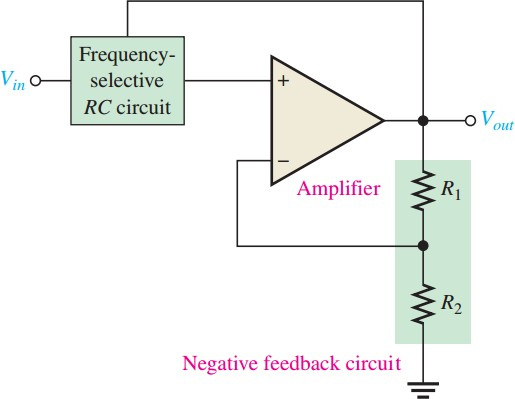 Frequency-
selective
RC circuit
V_in
+
−
V_out
Amplifier
R_1
R_2
Negative feedback circuit